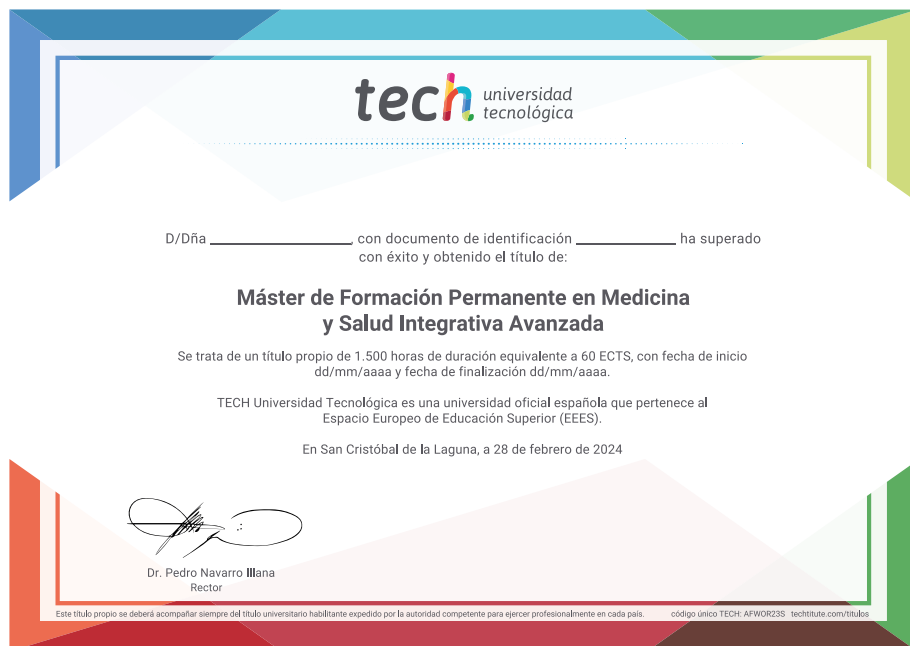 tech universidad
tecnológica
D/Dña ________________, con documento de identificación ______________ ha superado
con éxito y obtenido el título de:
Máster de Formación Permanente en Medicina
y Salud Integrativa Avanzada
Se trata de un título propio de 1.500 horas de duración equivalente a 60 ECTS, con fecha de inicio
dd/mm/aaaa y fecha de finalización dd/mm/aaaa.
TECH Universidad Tecnológica es una universidad oficial española que pertenece al
Espacio Europeo de Educación Superior (EEES).
En San Cristóbal de la Laguna, a 28 de febrero de 2024
Dr. Pedro Navarro Illana
Rector
Este título propio se deberá acompañar siempre del título universitario habilitante expedido por la autoridad competente para ejercer profesionalmente en cada país. código único TECH: AFWOR23S techtitute.com/titulos